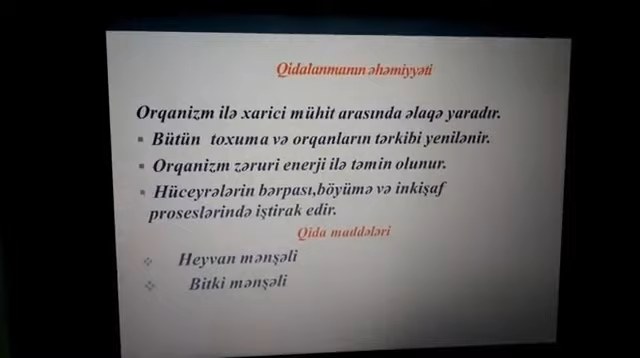 Qidalanmanın əhəmiyyəti
Orqanizm ilə xarici mühit arasında əlaqə yaradır.
Bütün toxuma və orqanların tərkibi yenilənir.
Orqanizm zəruri enerji ilə təmin olunur.
Hüceyrələrin bərpası,böyümə və inkişaf
proseslərində iştirak edir.
Qida maddələri
Heyvan mənşəli
Bitki mənşəli